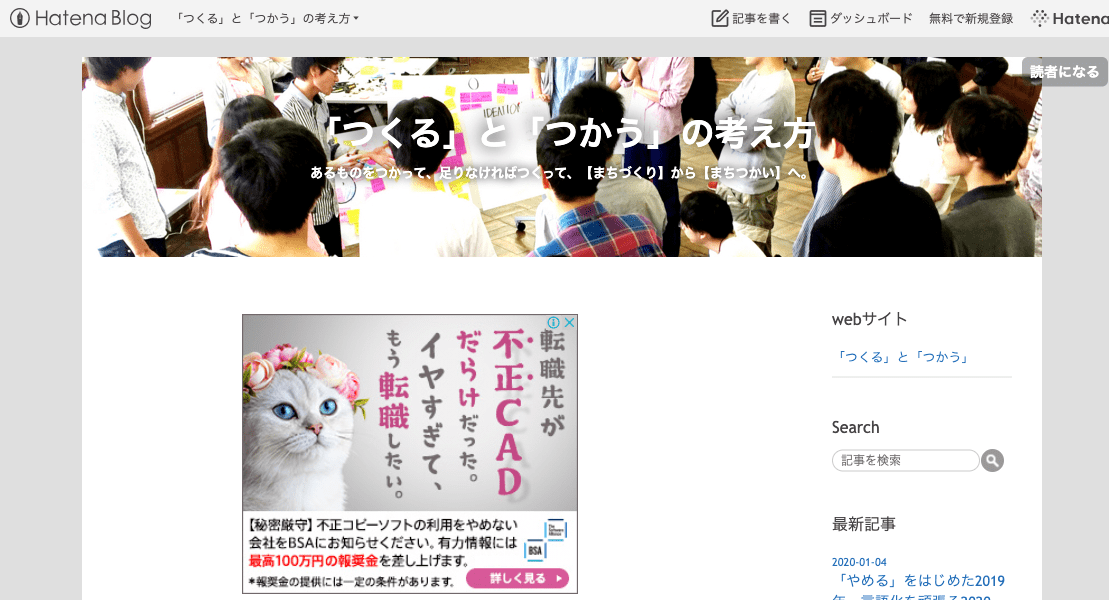 Hatena Blog
「つくる」と「つかう」の考え方
記事を書く
ダッシュボード
無料で新規登録
Hatena
読者になる
IDEATION
「つくる」と「つかう」の考え方
あるものをつかって、足りなければつくって、【まちづくり】から【まちつかい】へ。
転職先が
不正CAD
だらけだった。
イヤすぎて、
もう転職したい。
【秘密厳守】不正コピーソフトの利用をやめない
会社をBSAにお知らせください。有力情報には
最高100万円の報奨金を差し上げます。
*報奨金の提供には一定の条件があります。
BSA
詳しく見る
webサイト
「つくる」と「つかう」
Search
記事を検索
最新記事
2020-01-04
「やめる」をはじめた2019
年、言語化を頑張る2020